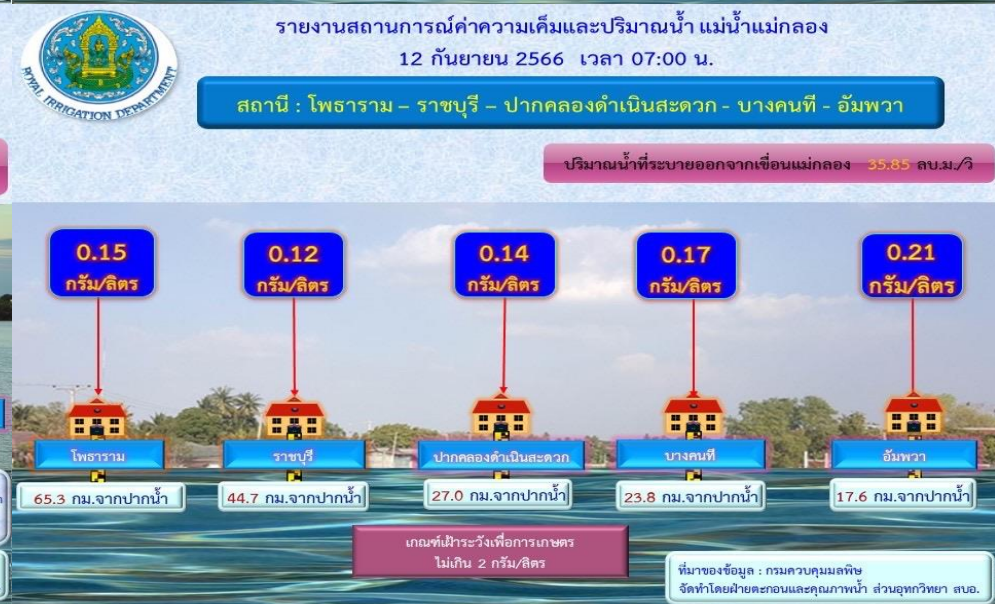 รายงานสถานการณ์ค่าความเค็มและปริมาณน้ำ แม่น้ำแม่กลอง
12 กันยายน 2566 เวลา 07:00 น.
ROYAL IRRIGATION DEPARTMENT
สถานี : โพธาราม – ราชบุรี – ปากคลองดำเนินสะดวก - บางคนที - อัมพวา
ปริมาณน้ำที่ระบายออกจากเขื่อนแม่กลอง 35.85 ลบ.ม./วิ
0.15
กรัม/ลิตร
0.12
กรัม/ลิตร
0.14
กรัม/ลิตร
0.17
กรัม/ลิตร
0.21
กรัม/ลิตร
โพธาราม
ราชบุรี
ปากคลองดำเนินสะดวก
บางคนที
อัมพวา
65.3 กม.จากปากน้ำ
44.7 กม.จากปากน้ำ
27.0 กม.จากปากน้ำ
23.8 กม.จากปากน้ำ
17.6 กม.จากปากน้ำ
เกณฑ์เฝ้าระวังเพื่อการเกษตร
ไม่เกิน 2 กรัม/ลิตร
ที่มาของข้อมูล : กรมควบคุมมลพิษ
จัดทำโดยฝ่ายตะกอนและคุณภาพน้ำ ส่วนอุทกวิทยา สบอ.